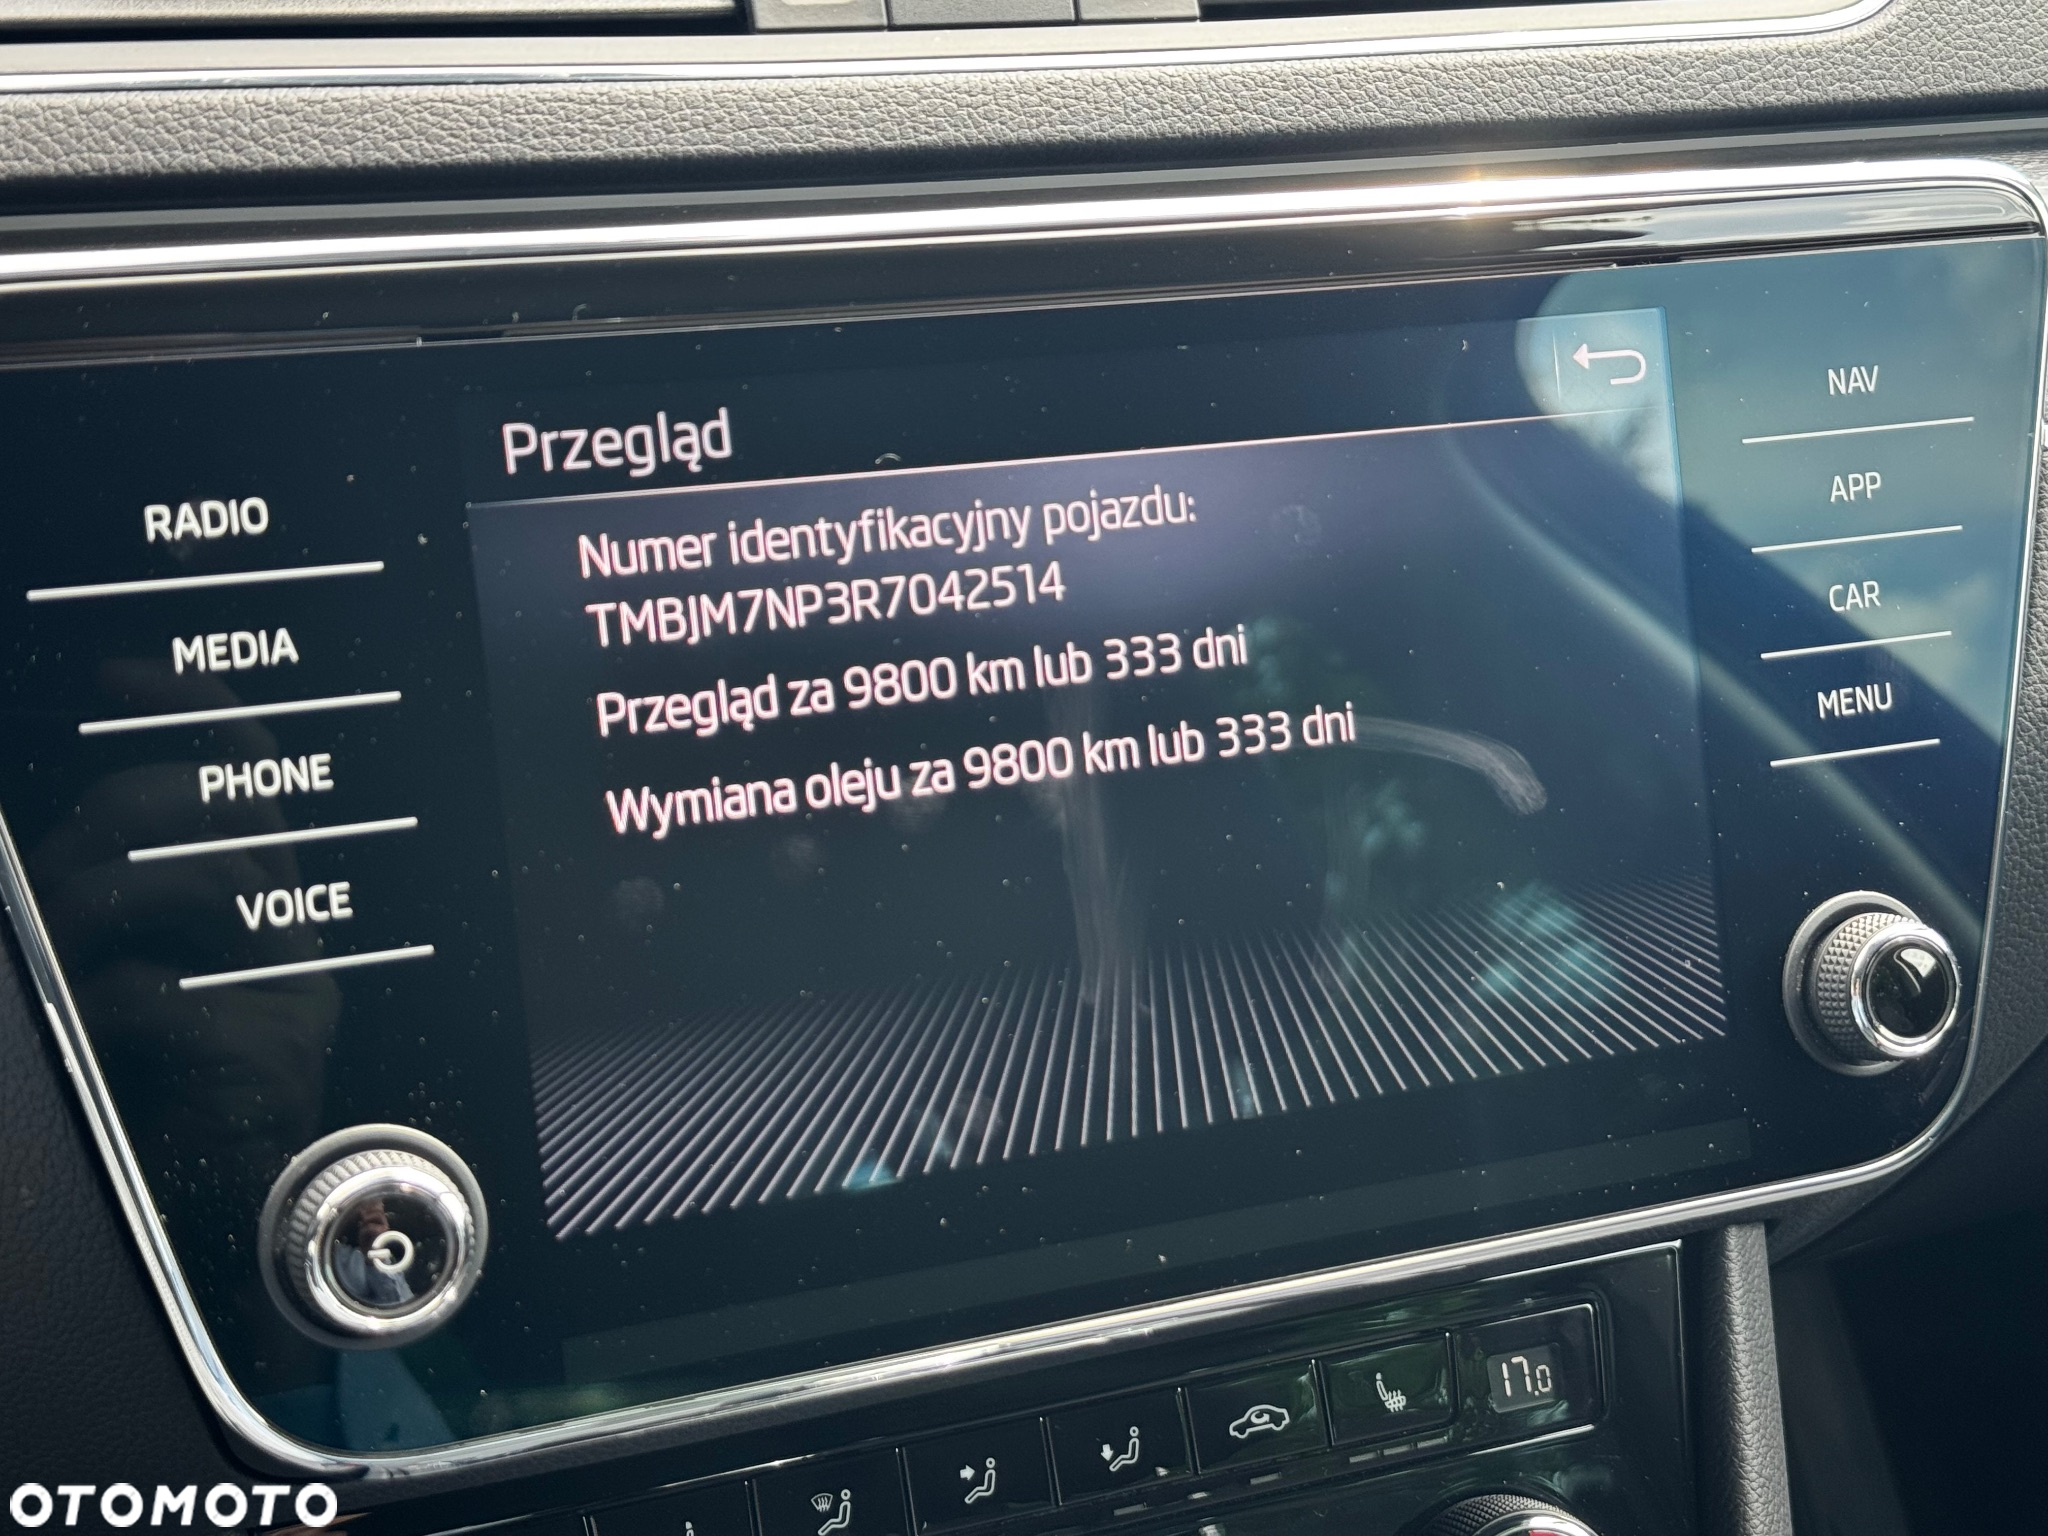 Przegląd
Numer identyfikacyjny pojazdu:
TMBJM7NP3R7042514
Przegląd za 9800 km lub 333 dni
Wymiana oleju za 9800 km lub 333 dni
RADIO
MEDIA
PHONE
VOICE
NAV
APP
CAR
MENU
17.0
OTOMOTO